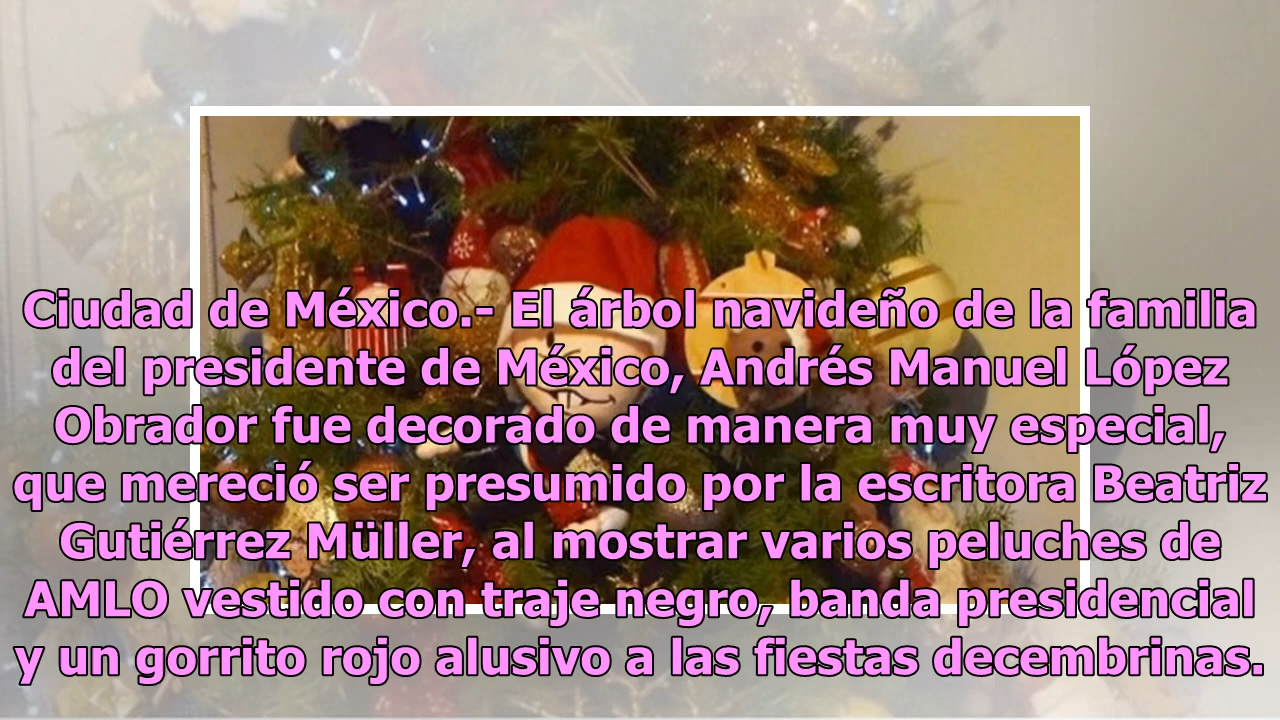 Ciudad de México.- El árbol navideño de la familia
del presidente de México, Andrés Manuel López
Obrador fue decorado de manera muy especial,
que mereció ser presumido por la escritora Beatriz
Gutiérrez Müller, al mostrar varios peluches de
AMLO vestido con traje negro, banda presidencial
y un gorrito rojo alusivo a las fiestas decembrinas.